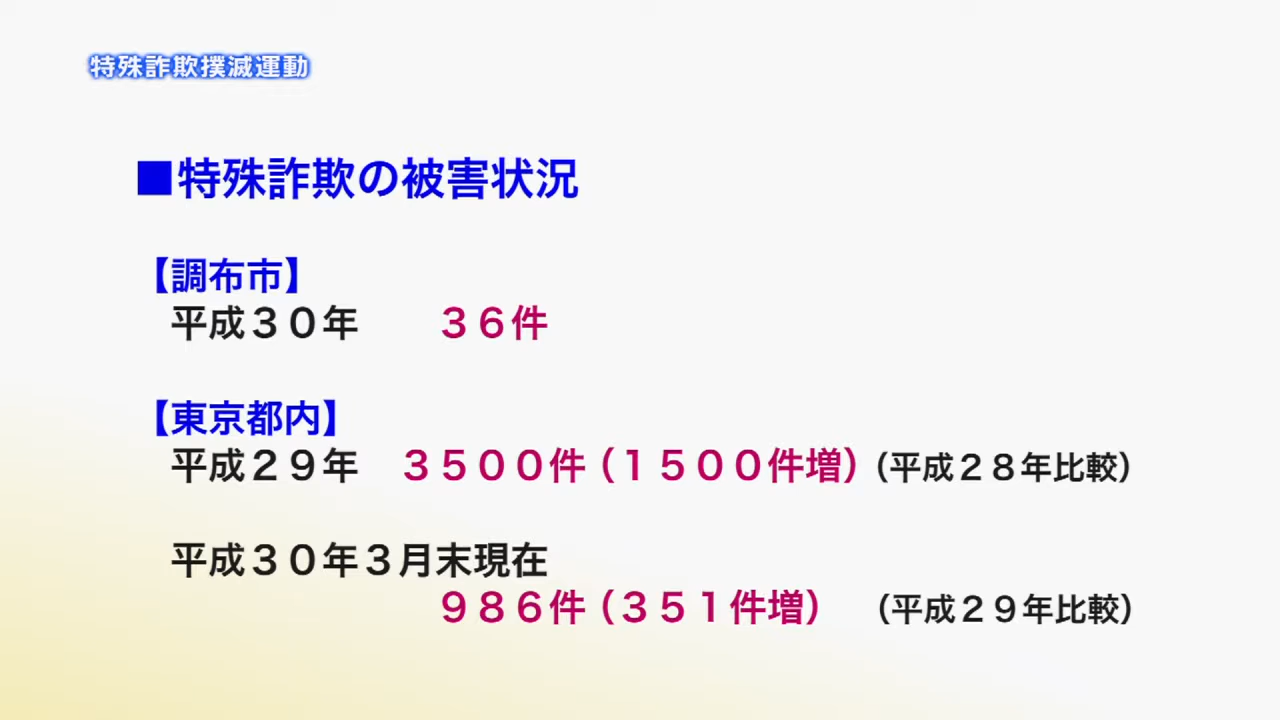 特殊詐欺撲滅運動
■特殊詐欺の被害状況
【調布市】
平成３０年　　３６件
【東京都内】
平成２９年　３５００件（１５００件増）（平成２８年比較）
平成３０年３月末現在
９８６件（３５１件増）　（平成２９年比較）